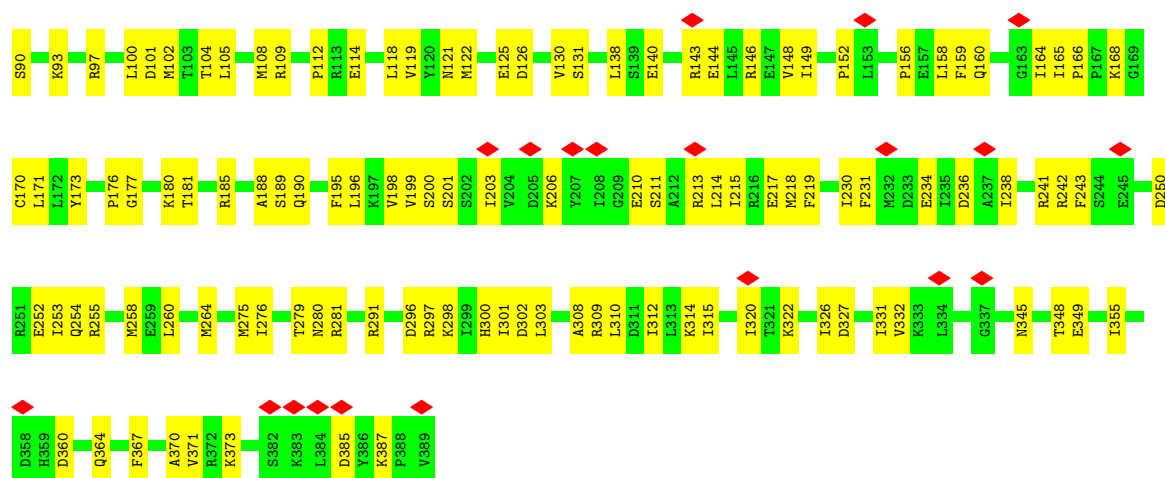 S90 K93 R97 L100 D101 M102 T103 T104 L105 M108 R109 P112 R113 E114 L118 V119 Y120 N121 M122 E125 D126 V130 S131 L138 S139 E140 R143 E144 L145 R146 E147 V148 I149 P152 L153 P156 E157 L158 F159 Q160 G163 I164 I165 P166 P167 K168 G169
C170 L171 L172 Y173 P176 G177 K180 T181 R185 A188 S189 Q190 F195 L196 K197 V198 V199 S200 S201 S202 I203 V204 D205 K206 Y207 I208 G209 E210 S211 A212 R213 L214 I215 R216 E217 M218 F219 I230 F231 M232 D233 E234 I235 D236 A237 I238 R241 R242 F243 S244 E245 D250
R251 E252 I253 Q254 R255 M258 E259 L260 M264 M275 I276 T279 N280 R281 R291 D296 R297 K298 I299 H300 I301 D302 L303 A308 R309 L310 D311 I312 L313 K314 I315 I320 T321 K322 I326 D327 I331 V332 K333 L334 G337 N345 T348 E349 I355
D358 H359 D360 Q364 F367 A370 V371 R372 K373 S382 K383 L384 D385 Y386 K387 P388 V389